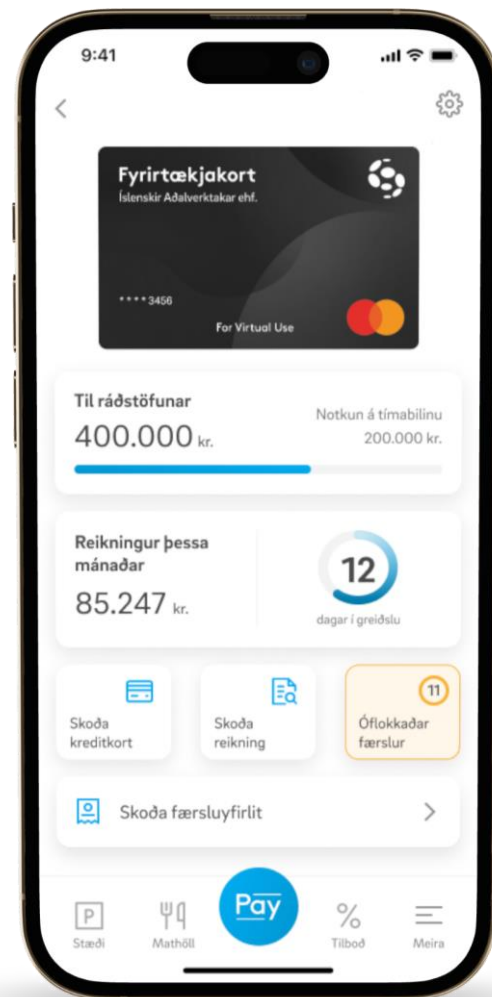 9:41
Fyrirtækjakort
Íslenskir Aðalverktakar ehf.
**** 3456
For Virtual Use
Til ráðstöfunar
400.000 kr.
Notkun á tímabilinu
200.000 kr.
Reikningur þessa
mánaðar
85.247 kr.
12
dagar í greiðslu
Skoða
kreditkort
Skoða
reikning
11
Óflokkaðar
færslur
Skoða færsluyfirlit
P
Stæði
Mathöll
Pay
%
Tilboð
Meira